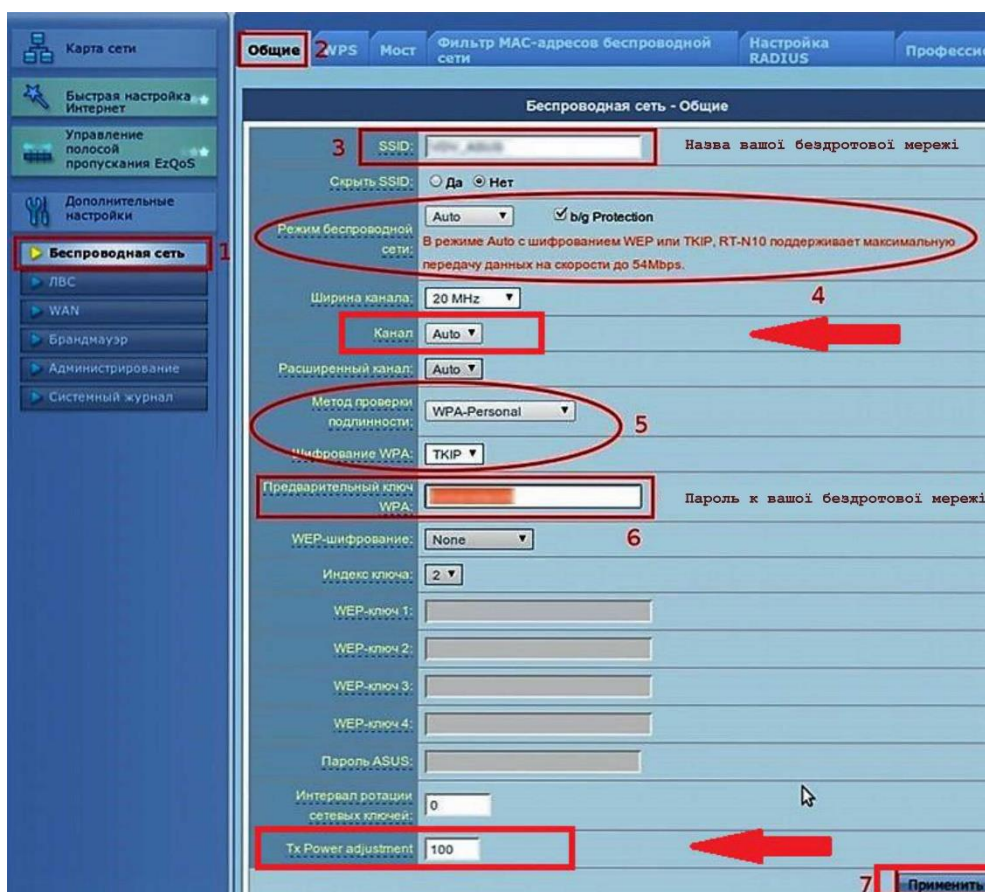 Карта сети
Быстрая настройка
Интернет
Управление
полосой
пропускания EzQoS
Дополнительные
настройки
Беспроводная сеть
1
ЛВС
WAN
Брандмауэр
Администрирование
Системный журнал
Общие
2
WPS
Мост
Фильтр MAC-адресов беспроводной
сети
Настройка
RADIUS
Беспроводная сеть - Общие
3
SSID:
Назва вашої бездротової мережі
Скрыть SSID:
Да
Нет
Режим беспроводной
сети:
Auto
b/g Protection
В режиме Auto с шифрованием WEP или TKIP, RT-N10 поддерживает максимальную
передачу данных на скорости до 54Mbps.
4
Ширина канала:
20 MHz
Канал
Auto
Расширенный канал:
Auto
Метод проверки
подлинности:
WPA-Personal
5
Шифрование WPA:
TKIP
Предварительный ключ
WPA:
Пароль к вашої бездротової мережі
6
WEP-шифрование:
None
Индекс ключа:
2
WEP-ключ 1:
WEP-ключ 2:
WEP-ключ 3:
WEP-ключ 4:
Пароль ASUS:
Интервал ротации
сетевых ключей:
0
Tx Power adjustment
100
7
Применить